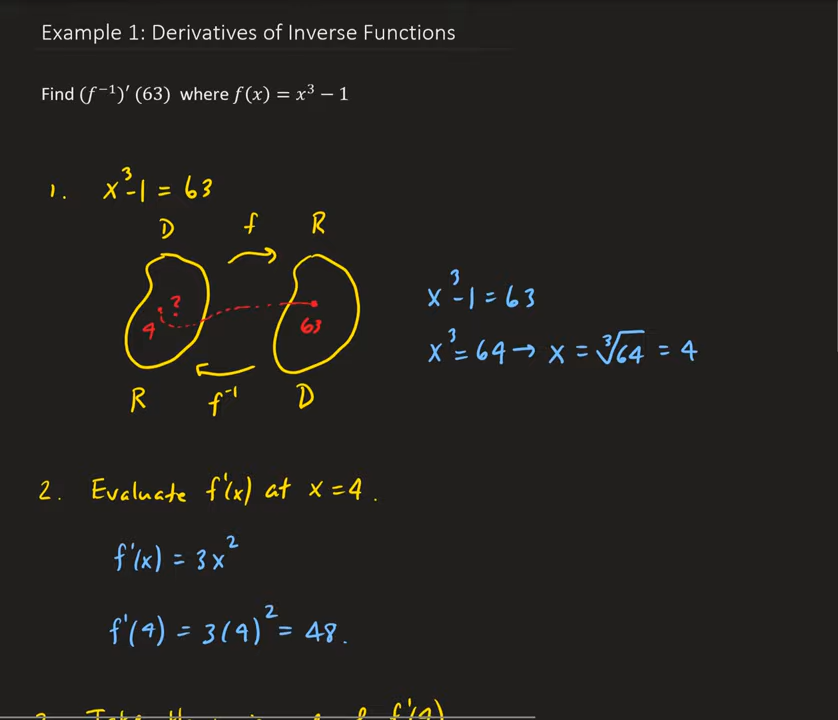 Example 1: Derivatives of Inverse Functions
Find (f⁻¹)′ (63) where f(x) = x³ − 1
1. x³-1 = 63
D f R
?
4 63
R f⁻¹ D
x³-1 = 63
x³ = 64 → x = ∛64 = 4
2. Evaluate f'(x) at x = 4.
f'(x) = 3x²
f'(4) = 3(4)² = 48.
f'(4)